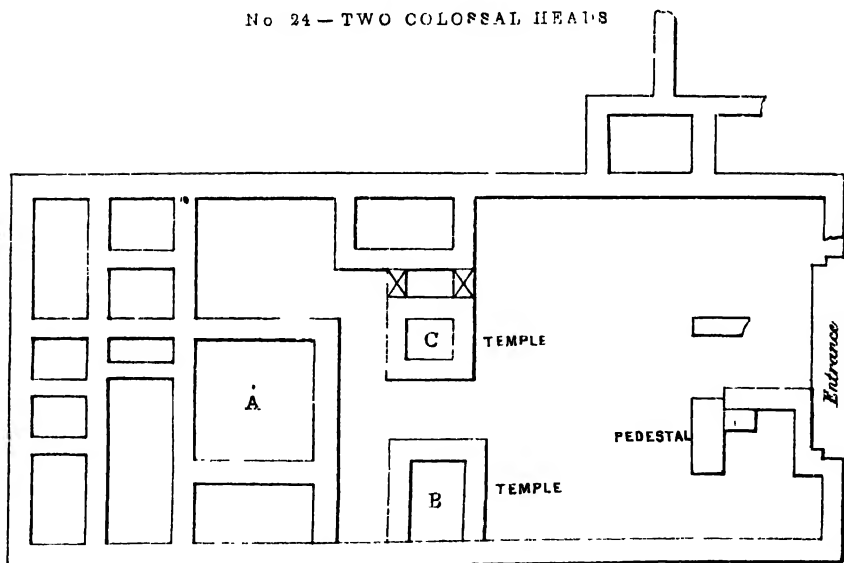 No 24 — TWO COLOSSAL HEADS
C
TEMPLE
Entrance
A
PEDESTAL
B
TEMPLE